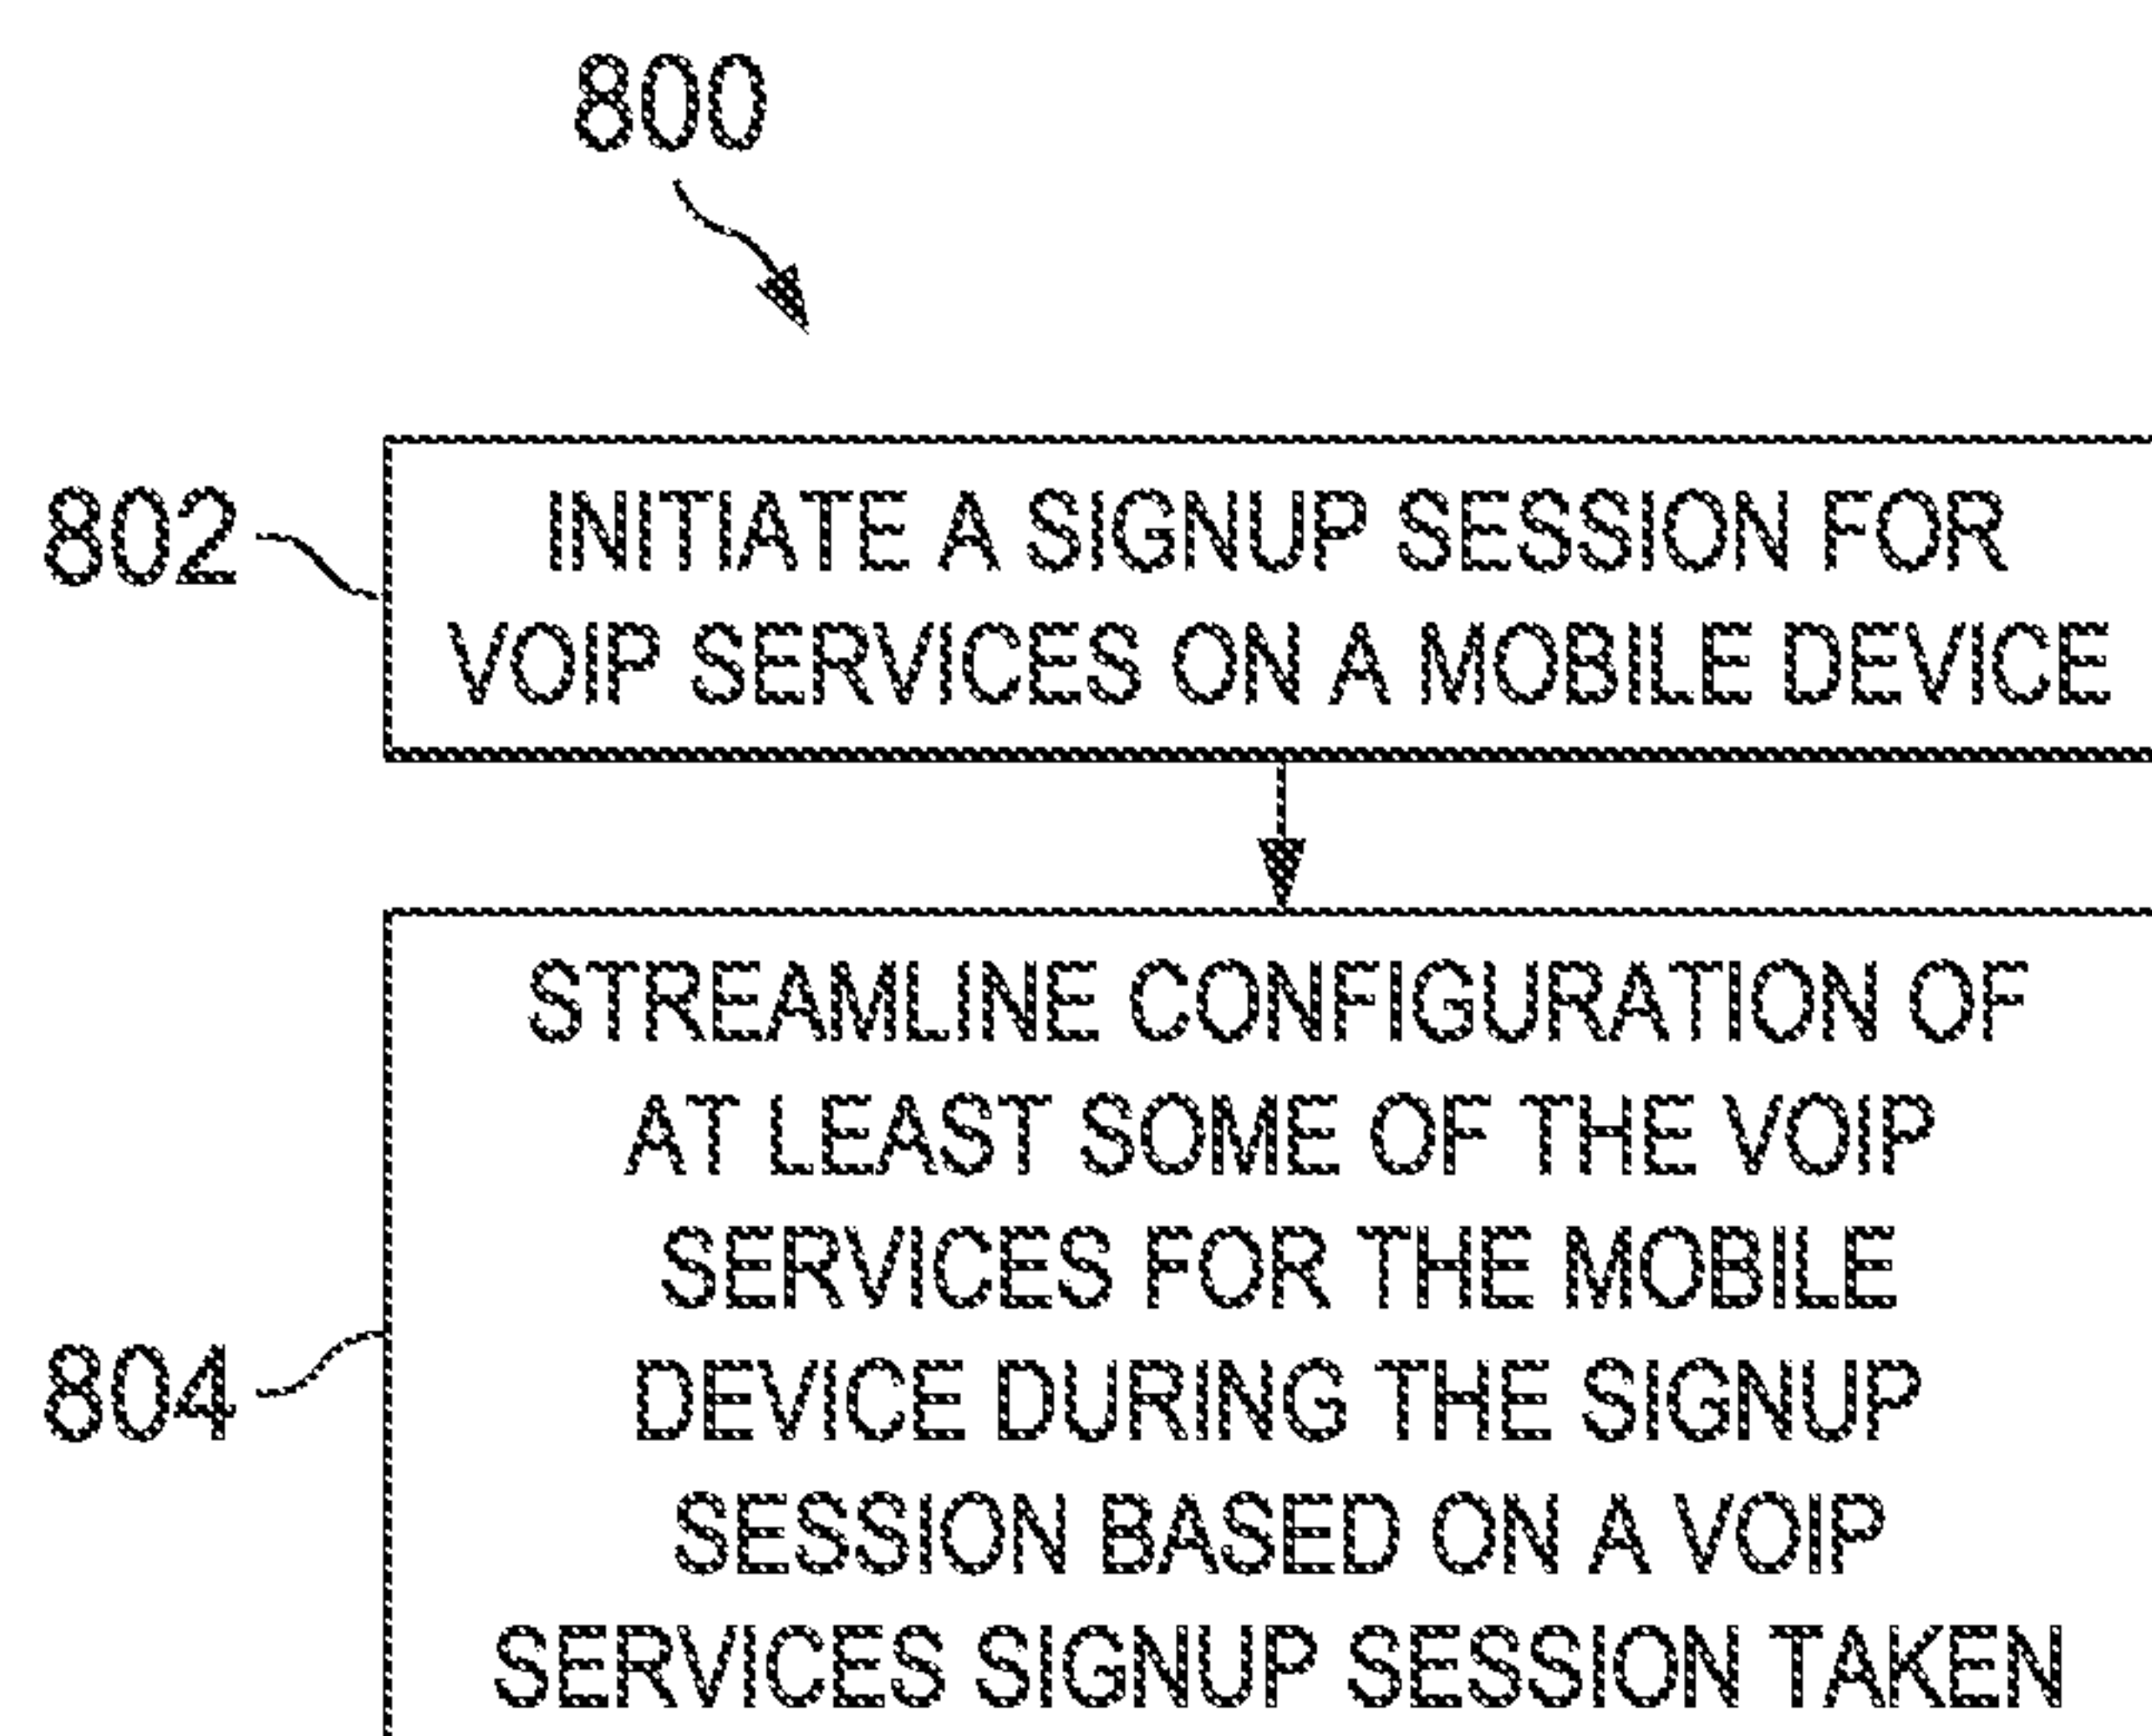 800
802
INITIATE A SIGNUP SESSION FOR
VOIP SERVICES ON A MOBILE DEVICE
STREAMLINE CONFIGURATION OF
AT LEAST SOME OF THE VOIP
SERVICES FOR THE MOBILE
804
DEVICE DURING THE SIGNUP
SESSION BASED ON A VOIP
SERVICES SIGNUP SESSION TAKEN